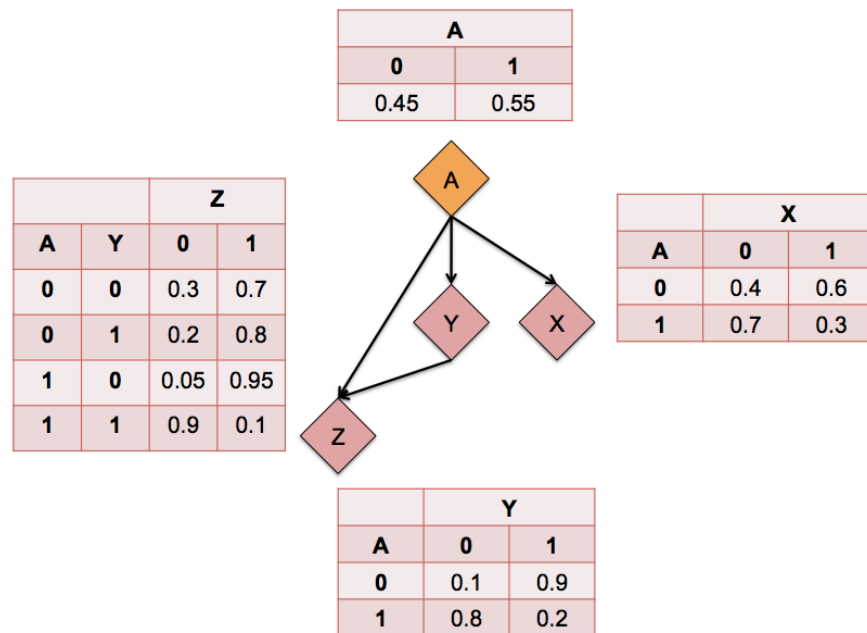 A
0 1
0.45 0.55
A
Z
A Y 0 1
0 0 0.3 0.7
0 1 0.2 0.8
1 0 0.05 0.95
1 1 0.9 0.1
X
A 0 1
0 0.4 0.6
1 0.7 0.3
Y
X
Z
Y
A 0 1
0 0.1 0.9
1 0.8 0.2